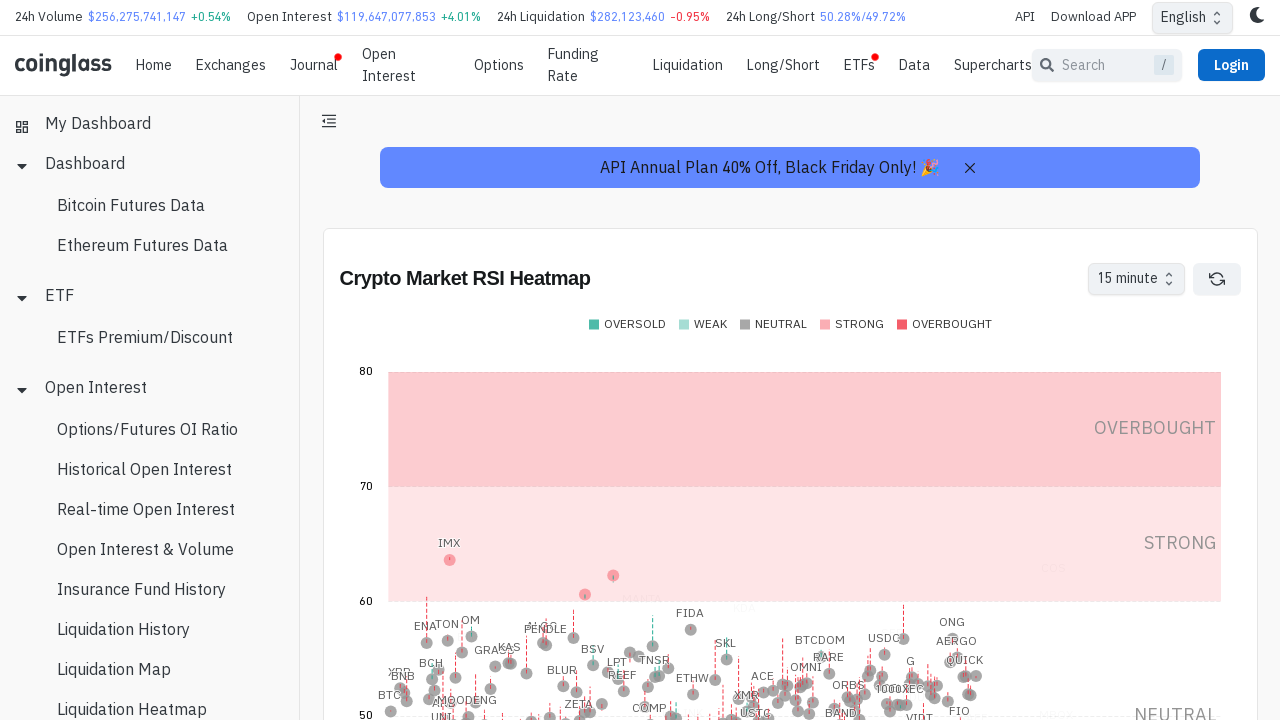 24h Volume $256,275,741,147 +0.54% Open Interest $119,647,077,853 +4.01% 24h Liquidation $282,123,460 -0.95% 24h Long/Short 50.28%/49.72% API Download APP English
coinglass Home Exchanges Journal Open Interest Options Funding Rate Liquidation Long/Short ETFs Data Supercharts Search / Login
My Dashboard
Dashboard
Bitcoin Futures Data
Ethereum Futures Data
ETF
ETFs Premium/Discount
Open Interest
Options/Futures OI Ratio
Historical Open Interest
Real-time Open Interest
Open Interest & Volume
Insurance Fund History
Liquidation History
Liquidation Map
Liquidation Heatmap
API Annual Plan 40% Off, Black Friday Only! 🎉
Crypto Market RSI Heatmap 15 minute
OVERSOLD WEAK NEUTRAL STRONG OVERBOUGHT
80
OVERBOUGHT
70
STRONG
IMX
60
FIDA
ENA TON OM PENDLE ONG
BTCDOM USDC AERGO
KAS BSV SKL
BCH LPT TNSR RARE G QUICK
BNB BLUR REEF ETHW ACE OMNI
BTC MOODENG ZETA COMP XMR ORBS 1000XEC
UNI USTC BAND FIO
50 VIDT NEUTRAL